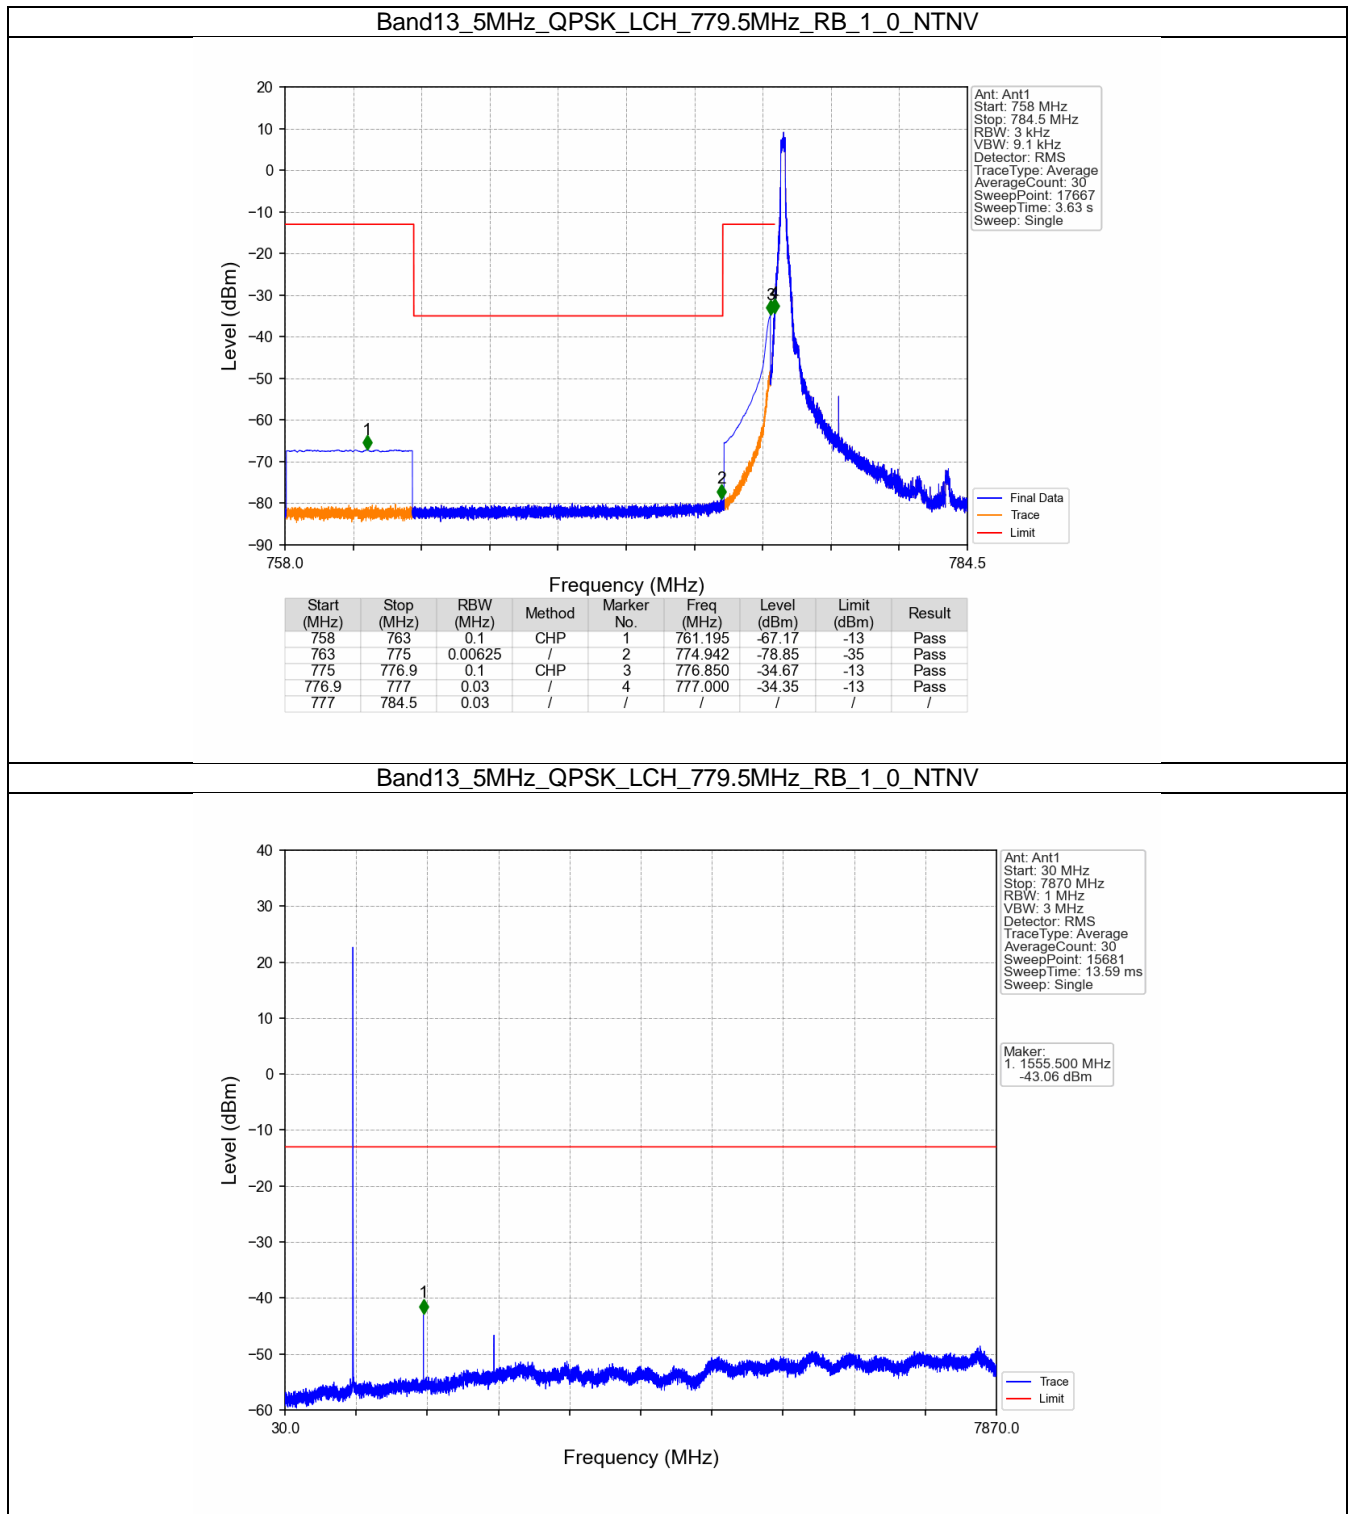 Band13_5MHz_QPSK_LCH_779.5MHz_RB_1_0_NTNV
20
10
0
−10
−20
−30
−40
−50
−60
−70
−80
−90
Level (dBm)
1
2
3
4
758.0
784.5
Frequency (MHz)
Ant: Ant1
Start: 758 MHz
Stop: 784.5 MHz
RBW: 3 kHz
VBW: 9.1 kHz
Detector: RMS
TraceType: Average
AverageCount: 30
SweepPoint: 17667
SweepTime: 3.63 s
Sweep: Single
Final Data
Trace
Limit
Start (MHz) Stop (MHz) RBW (MHz) Method Marker No. Freq (MHz) Level (dBm) Limit (dBm) Result
758 763 0.1 CHP 1 761.195 -67.17 -13 Pass
763 775 0.00625 / 2 774.942 -78.85 -35 Pass
775 776.9 0.1 CHP 3 776.850 -34.67 -13 Pass
776.9 777 0.03 / 4 777.000 -34.35 -13 Pass
777 784.5 0.03 / / / / / /
Band13_5MHz_QPSK_LCH_779.5MHz_RB_1_0_NTNV
40
30
20
10
0
−10
−20
−30
−40
−50
−60
Level (dBm)
1
30.0
7870.0
Frequency (MHz)
Ant: Ant1
Start: 30 MHz
Stop: 7870 MHz
RBW: 1 MHz
VBW: 3 MHz
Detector: RMS
TraceType: Average
AverageCount: 30
SweepPoint: 15681
SweepTime: 13.59 ms
Sweep: Single
Maker:
1. 1555.500 MHz
-43.06 dBm
Trace
Limit